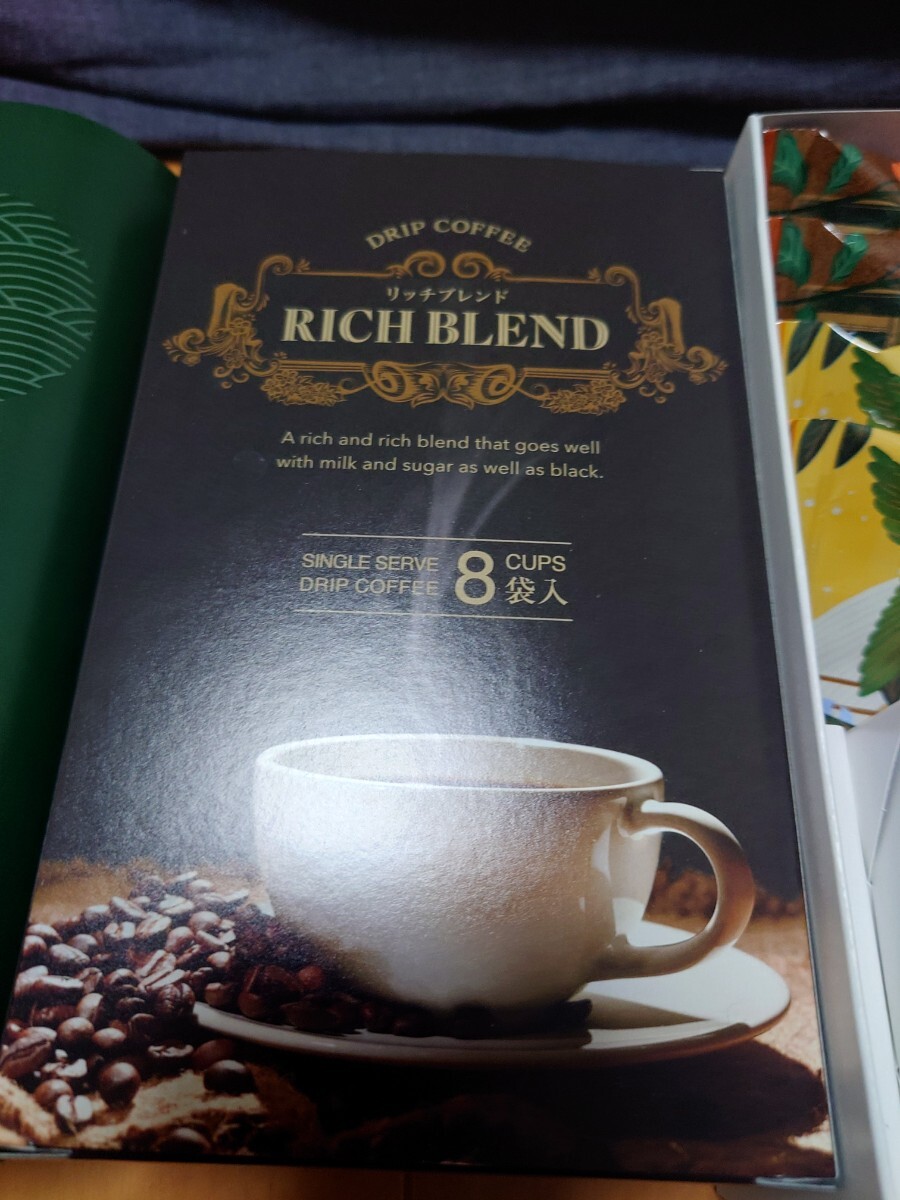 DRIP COFFEE
リッチブレンド
RICH BLEND
A rich and rich blend that goes well
with milk and sugar as well as black.
SINGLE SERVE
DRIP COFFEE
8
CUPS
袋入